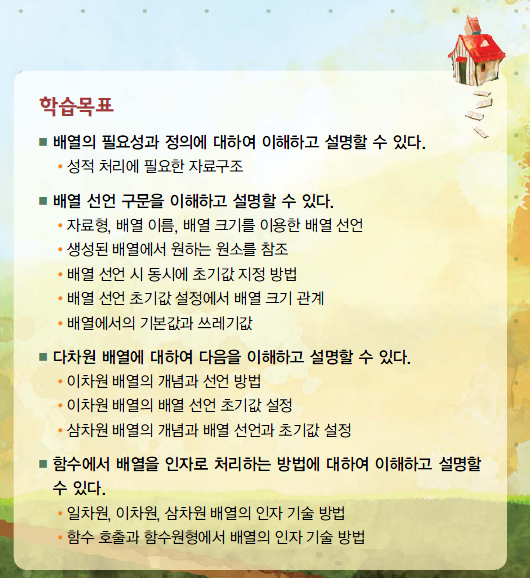 학습목표
■ 배열의 필요성과 정의에 대하여 이해하고 설명할 수 있다.
• 성적 처리에 필요한 자료구조
■ 배열 선언 구문을 이해하고 설명할 수 있다.
• 자료형, 배열 이름, 배열 크기를 이용한 배열 선언
• 생성된 배열에서 원하는 원소를 참조
• 배열 선언 시 동시에 초기값 지정 방법
• 배열 선언 초기값 설정에서 배열 크기 관계
• 배열에서의 기본값과 쓰레기값
■ 다차원 배열에 대하여 다음을 이해하고 설명할 수 있다.
• 이차원 배열의 개념과 선언 방법
• 이차원 배열의 배열 선언 초기값 설정
• 삼차원 배열의 개념과 배열 선언과 초기값 설정
■ 함수에서 배열을 인자로 처리하는 방법에 대하여 이해하고 설명할
수 있다.
• 일차원, 이차원, 삼차원 배열의 인자 기술 방법
• 함수 호출과 함수원형에서 배열의 인자 기술 방법